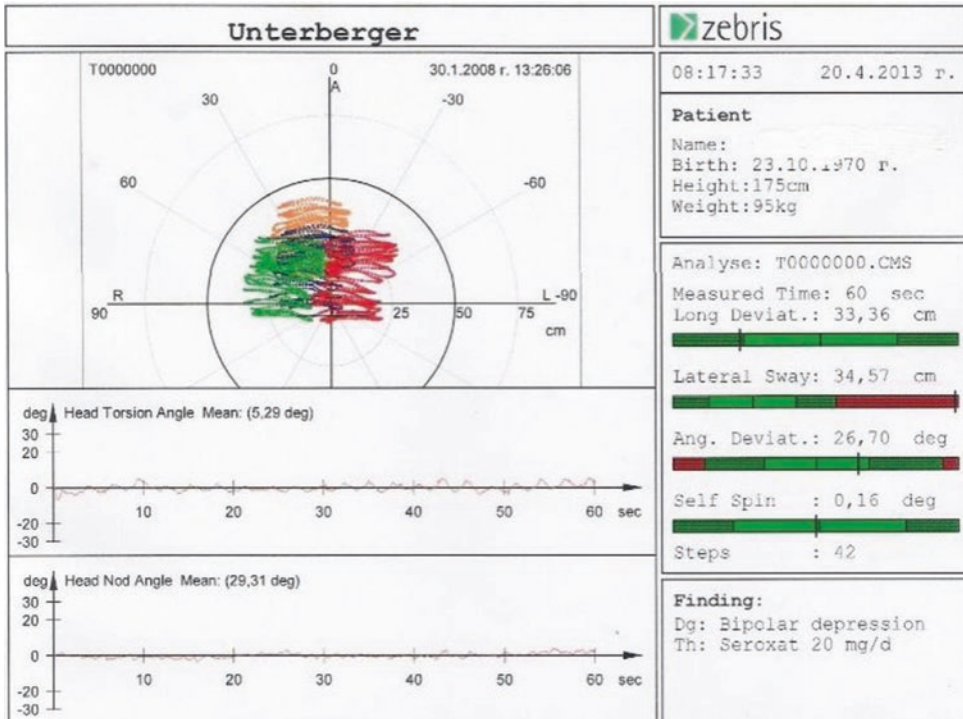 Unterberger
T0000000
0
30.1.2008 г. 13:26:06
A
30
-30
60
-60
R
L
-90
90
25
50
75
cm
deg
Head Torsion Angle Mean: (5,29 deg)
30
20
0
10
20
30
40
50
60
sec
-20
-30
deg
Head Nod Angle Mean: (29,31 deg)
30
20
0
10
20
30
40
50
60
sec
-20
-30
zebris
08:17:33 20.4.2013 г.
Patient
Name:
Birth: 23.10.1970 г.
Height:175cm
Weight:95kg
Analyse: T0000000.CMS
Measured Time: 60 sec
Long Deviat.: 33,36 cm
Lateral Sway: 34,57 cm
Ang. Deviat.: 26,70 deg
Self Spin : 0,16 deg
Steps : 42
Finding:
Dg: Bipolar depression
Th: Seroxat 20 mg/d